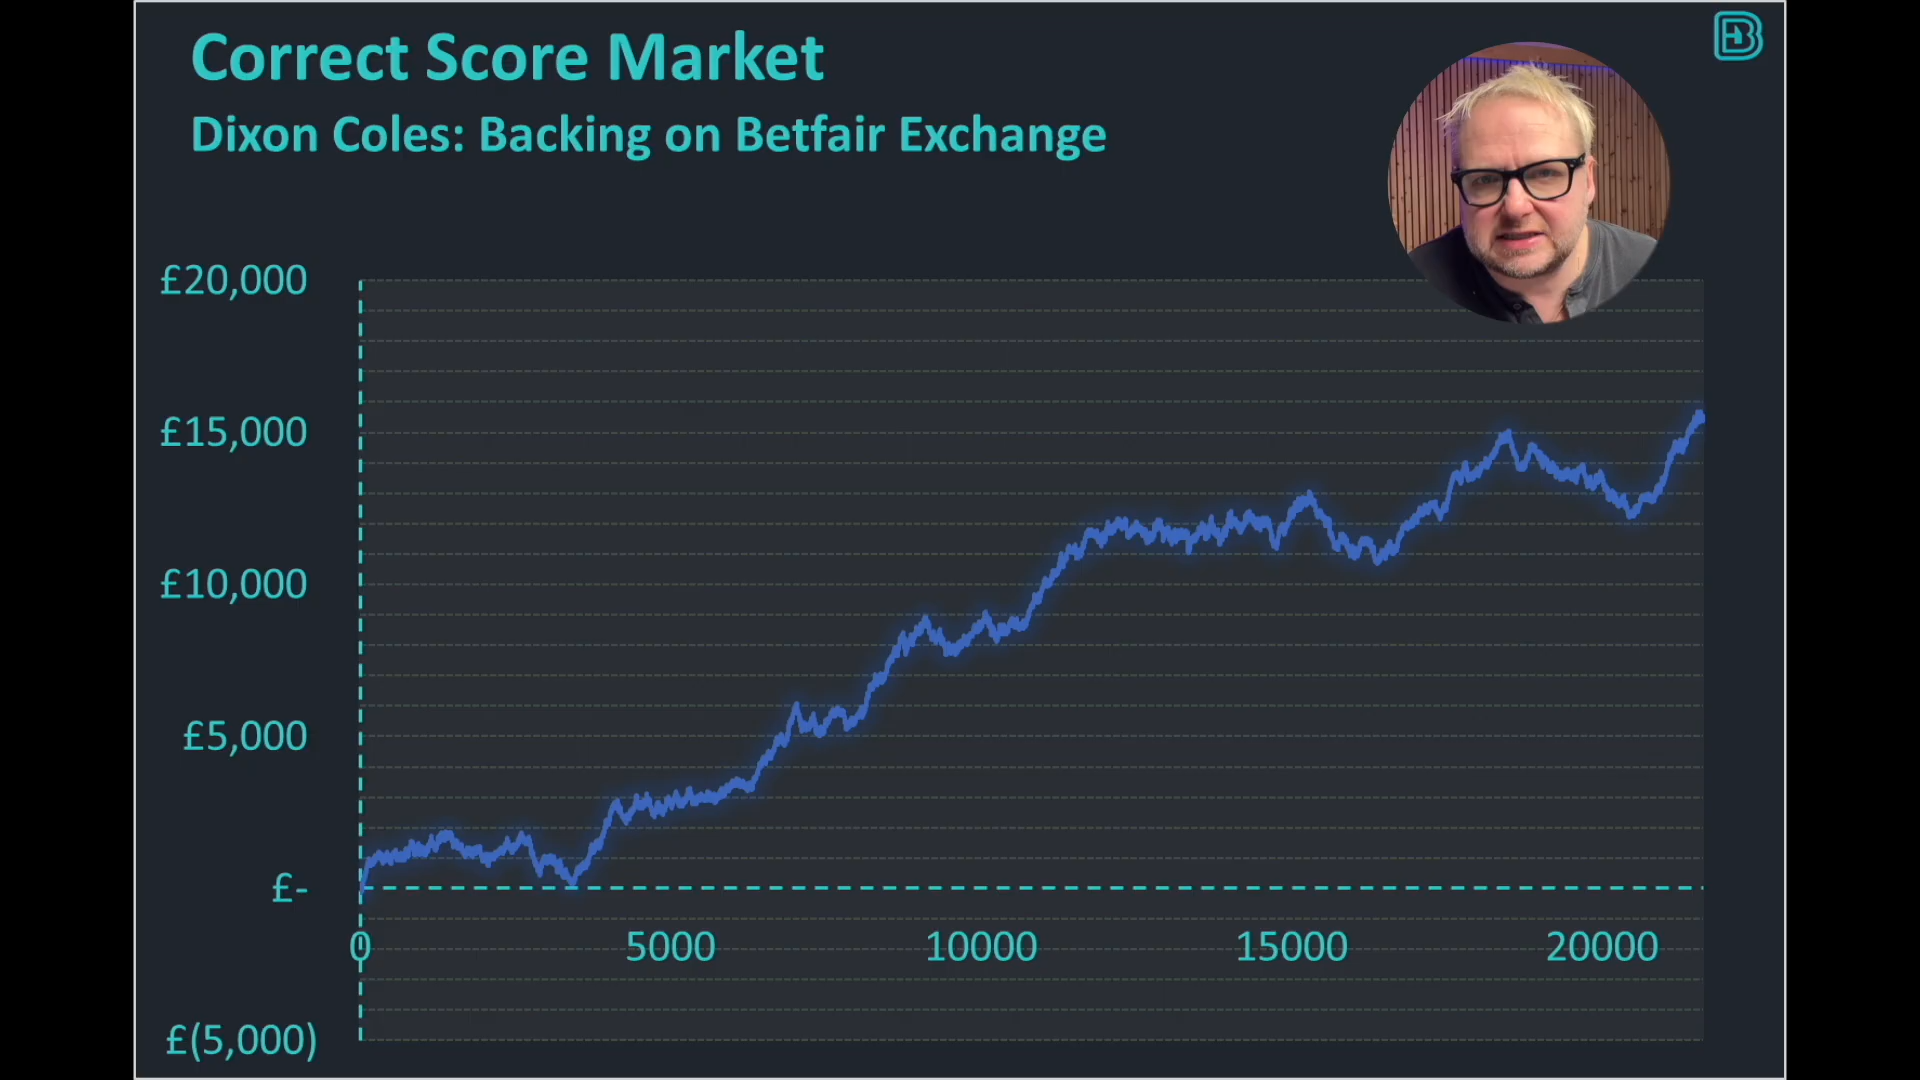 Correct Score Market
Dixon Coles: Backing on Betfair Exchange
£20,000
£15,000
£10,000
£5,000
£-
0 5000 10000 15000 20000
£(5,000)